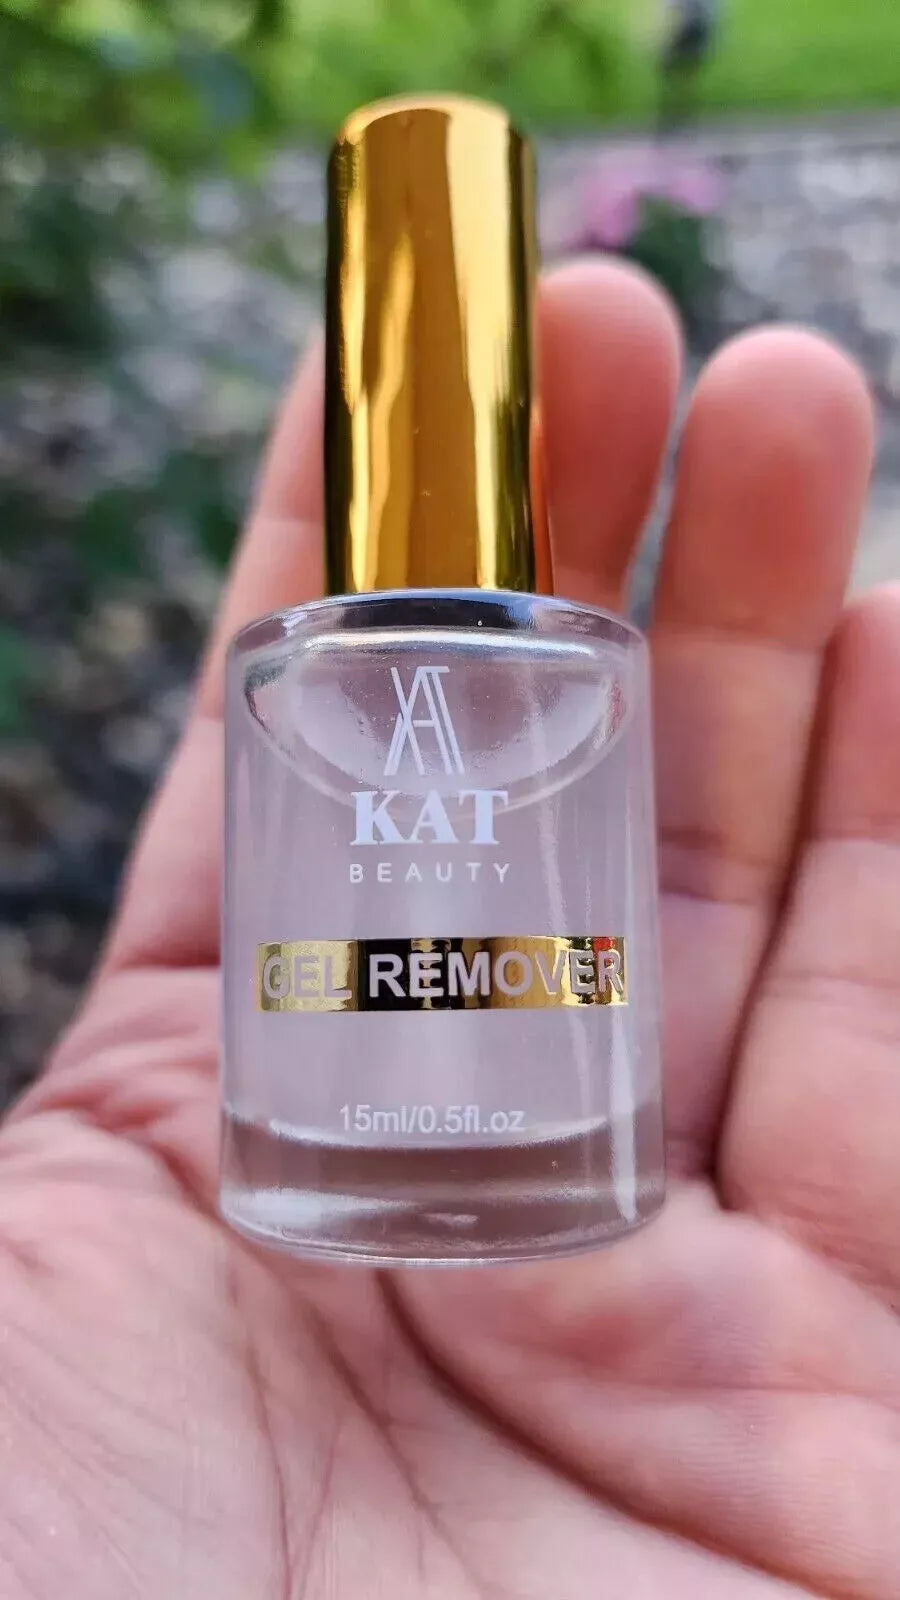 KAT
BEAUTY
GEL REMOVER
15ml/0.5fl.oz